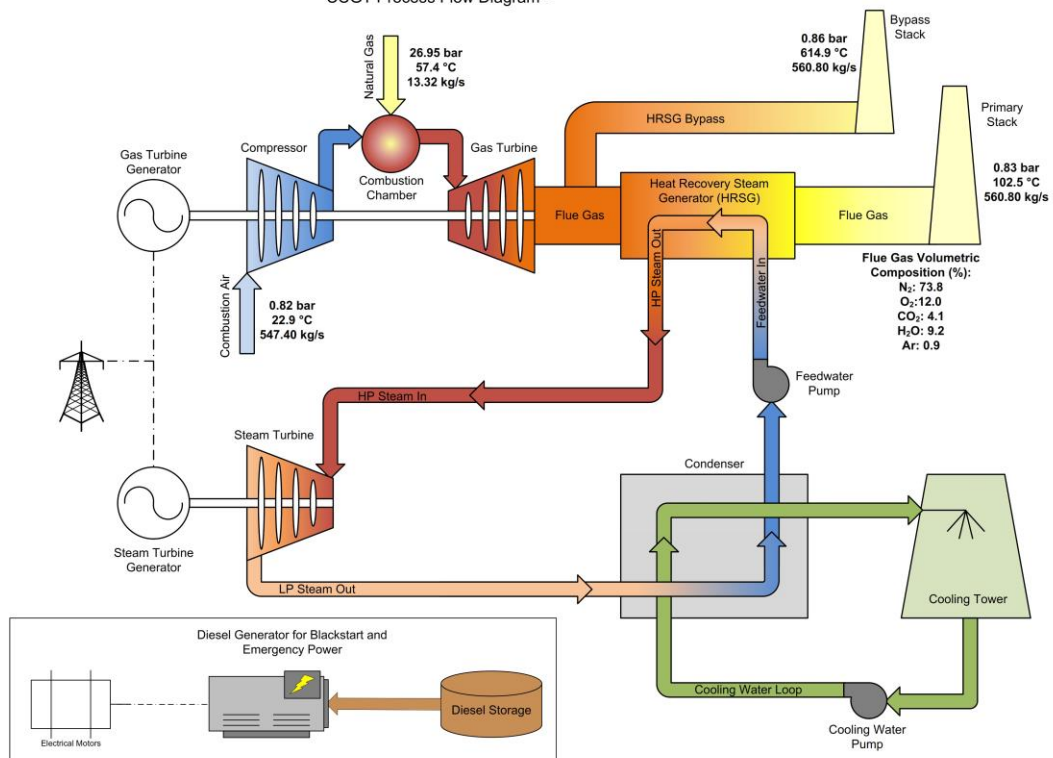 CCGT Process Flow Diagram
Bypass
Stack
0.86 bar
614.9 °C
560.80 kg/s
Natural Gas
26.95 bar
57.4 °C
13.32 kg/s
HRSG Bypass
Primary
Stack
Gas Turbine
Generator
Compressor
Combustion
Chamber
Gas Turbine
Flue Gas
Heat Recovery Steam
Generator (HRSG)
Flue Gas
0.83 bar
102.5 °C
560.80 kg/s
HP Steam Out
Feedwater In
Flue Gas Volumetric
Composition (%):
N₂: 73.8
O₂:12.0
CO₂: 4.1
H₂O: 9.2
Ar: 0.9
Combustion Air
0.82 bar
22.9 °C
547.40 kg/s
Feedwater
Pump
HP Steam In
Steam Turbine
Condenser
Steam Turbine
Generator
LP Steam Out
Cooling Tower
Cooling Water Loop
Cooling Water
Pump
Diesel Generator for Blackstart and
Emergency Power
Diesel Storage
Electrical Motors